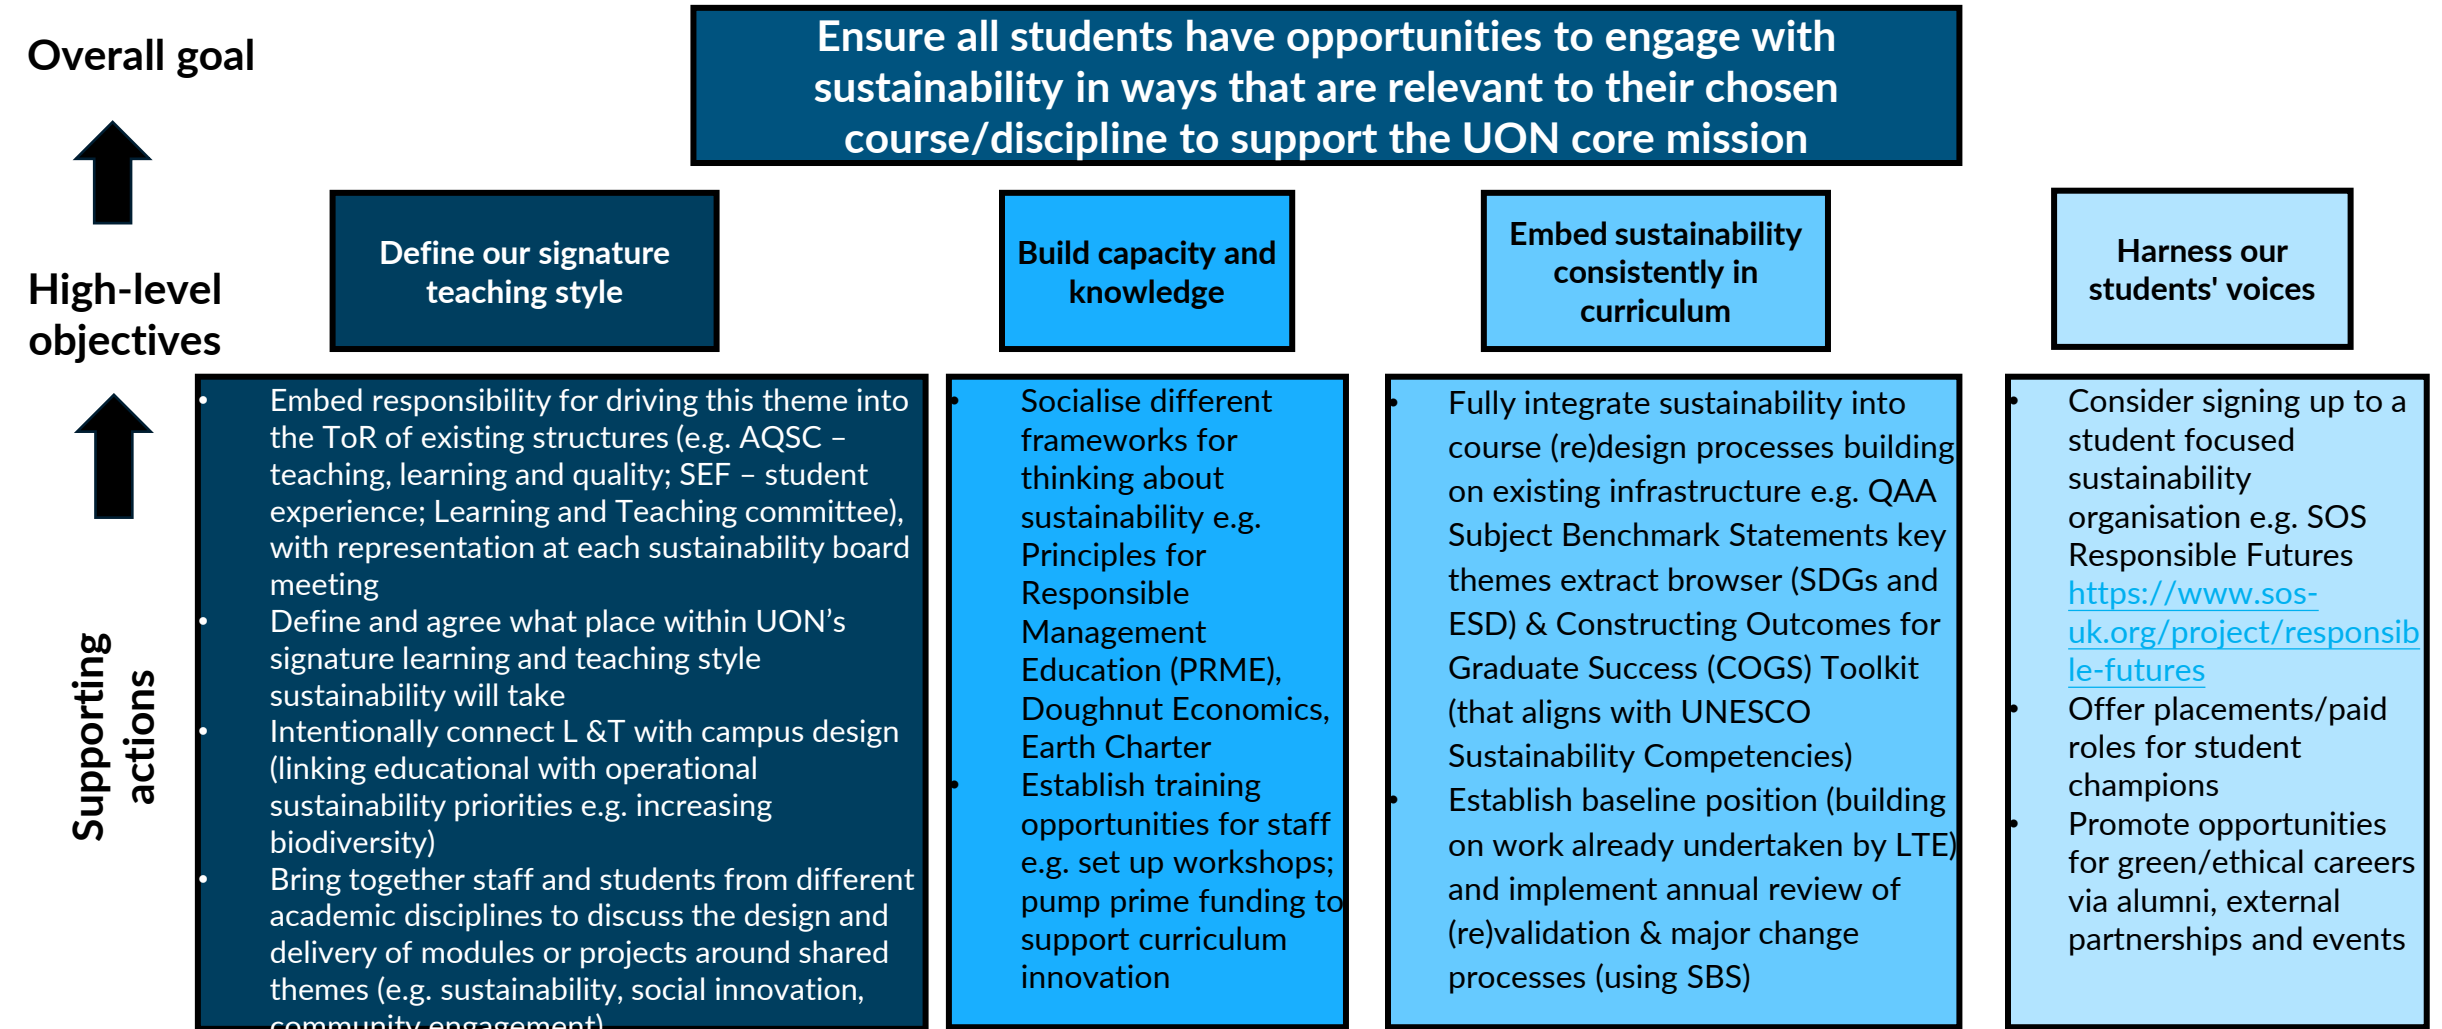 Overall goal
Ensure all students have opportunities to engage with
sustainability in ways that are relevant to their chosen
course/discipline to support the UON core mission
High-level
objectives
Define our signature
teaching style
Build capacity and
knowledge
Embed sustainability
consistently in
curriculum
Harness our
students' voices
Supporting
actions
• Embed responsibility for driving this theme into
the ToR of existing structures (e.g. AQSC –
teaching, learning and quality; SEF – student
experience; Learning and Teaching committee),
with representation at each sustainability board
meeting
• Define and agree what place within UON’s
signature learning and teaching style
sustainability will take
• Intentionally connect L &T with campus design
(linking educational with operational
sustainability priorities e.g. increasing
biodiversity)
• Bring together staff and students from different
academic disciplines to discuss the design and
delivery of modules or projects around shared
themes (e.g. sustainability, social innovation,
community engagement)
• Socialise different
frameworks for
thinking about
sustainability e.g.
Principles for
Responsible
Management
Education (PRME),
Doughnut Economics,
Earth Charter
• Establish training
opportunities for staff
e.g. set up workshops;
pump prime funding to
support curriculum
innovation
• Fully integrate sustainability into
course (re)design processes building
on existing infrastructure e.g. QAA
Subject Benchmark Statements key
themes extract browser (SDGs and
ESD) & Constructing Outcomes for
Graduate Success (COGS) Toolkit
(that aligns with UNESCO
Sustainability Competencies)
• Establish baseline position (building
on work already undertaken by LTE)
and implement annual review of
(re)validation & major change
processes (using SBS)
• Consider signing up to a
student focused
sustainability
organisation e.g. SOS
Responsible Futures
https://www.sos-
uk.org/project/responsib
le-futures
• Offer placements/paid
roles for student
champions
• Promote opportunities
for green/ethical careers
via alumni, external
partnerships and events